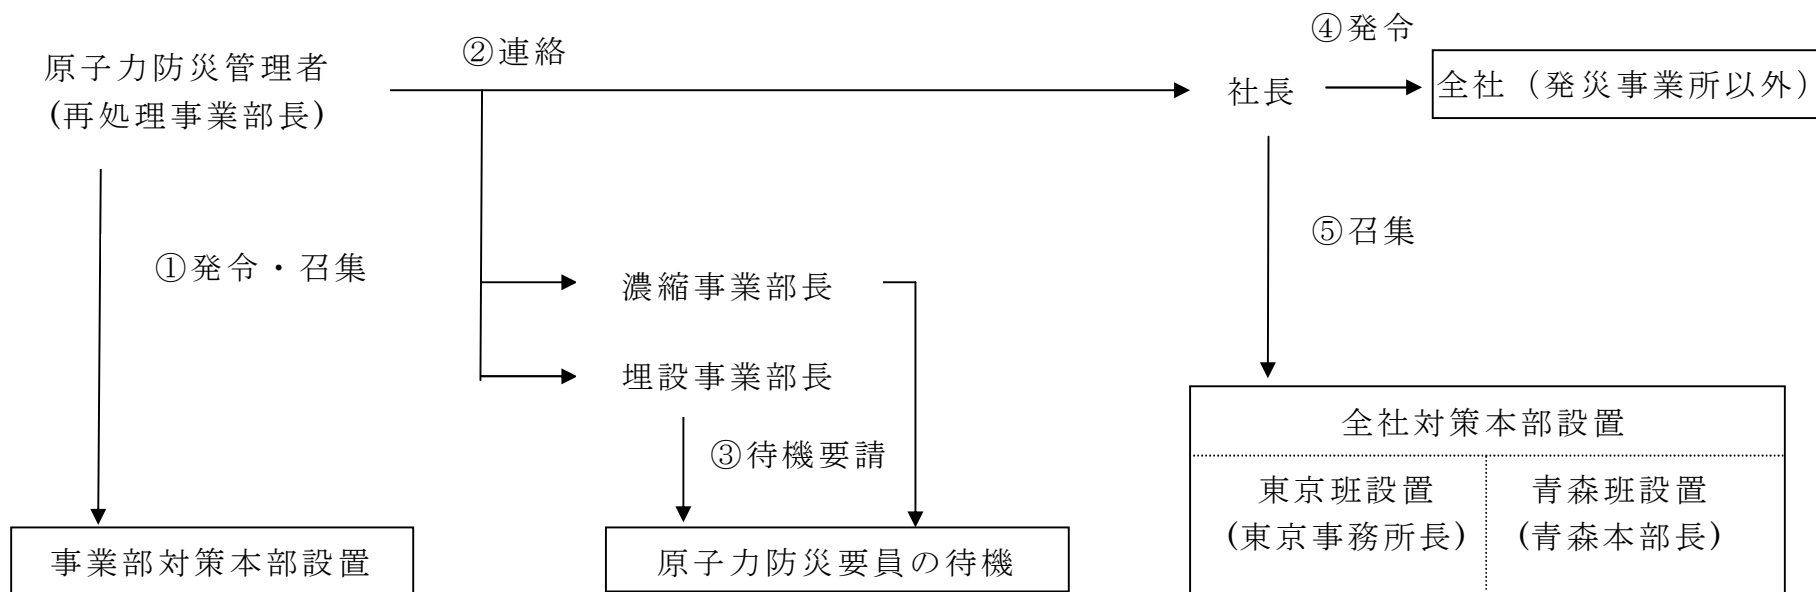 ④発令
②連絡
原子力防災管理者
(再処理事業部長)
社長
全社（発災事業所以外）
⑤召集
①発令・召集
濃縮事業部長
埋設事業部長
③待機要請
全社対策本部設置
東京班設置
(東京事務所長)
青森班設置
(青森本部長)
事業部対策本部設置
原子力防災要員の待機